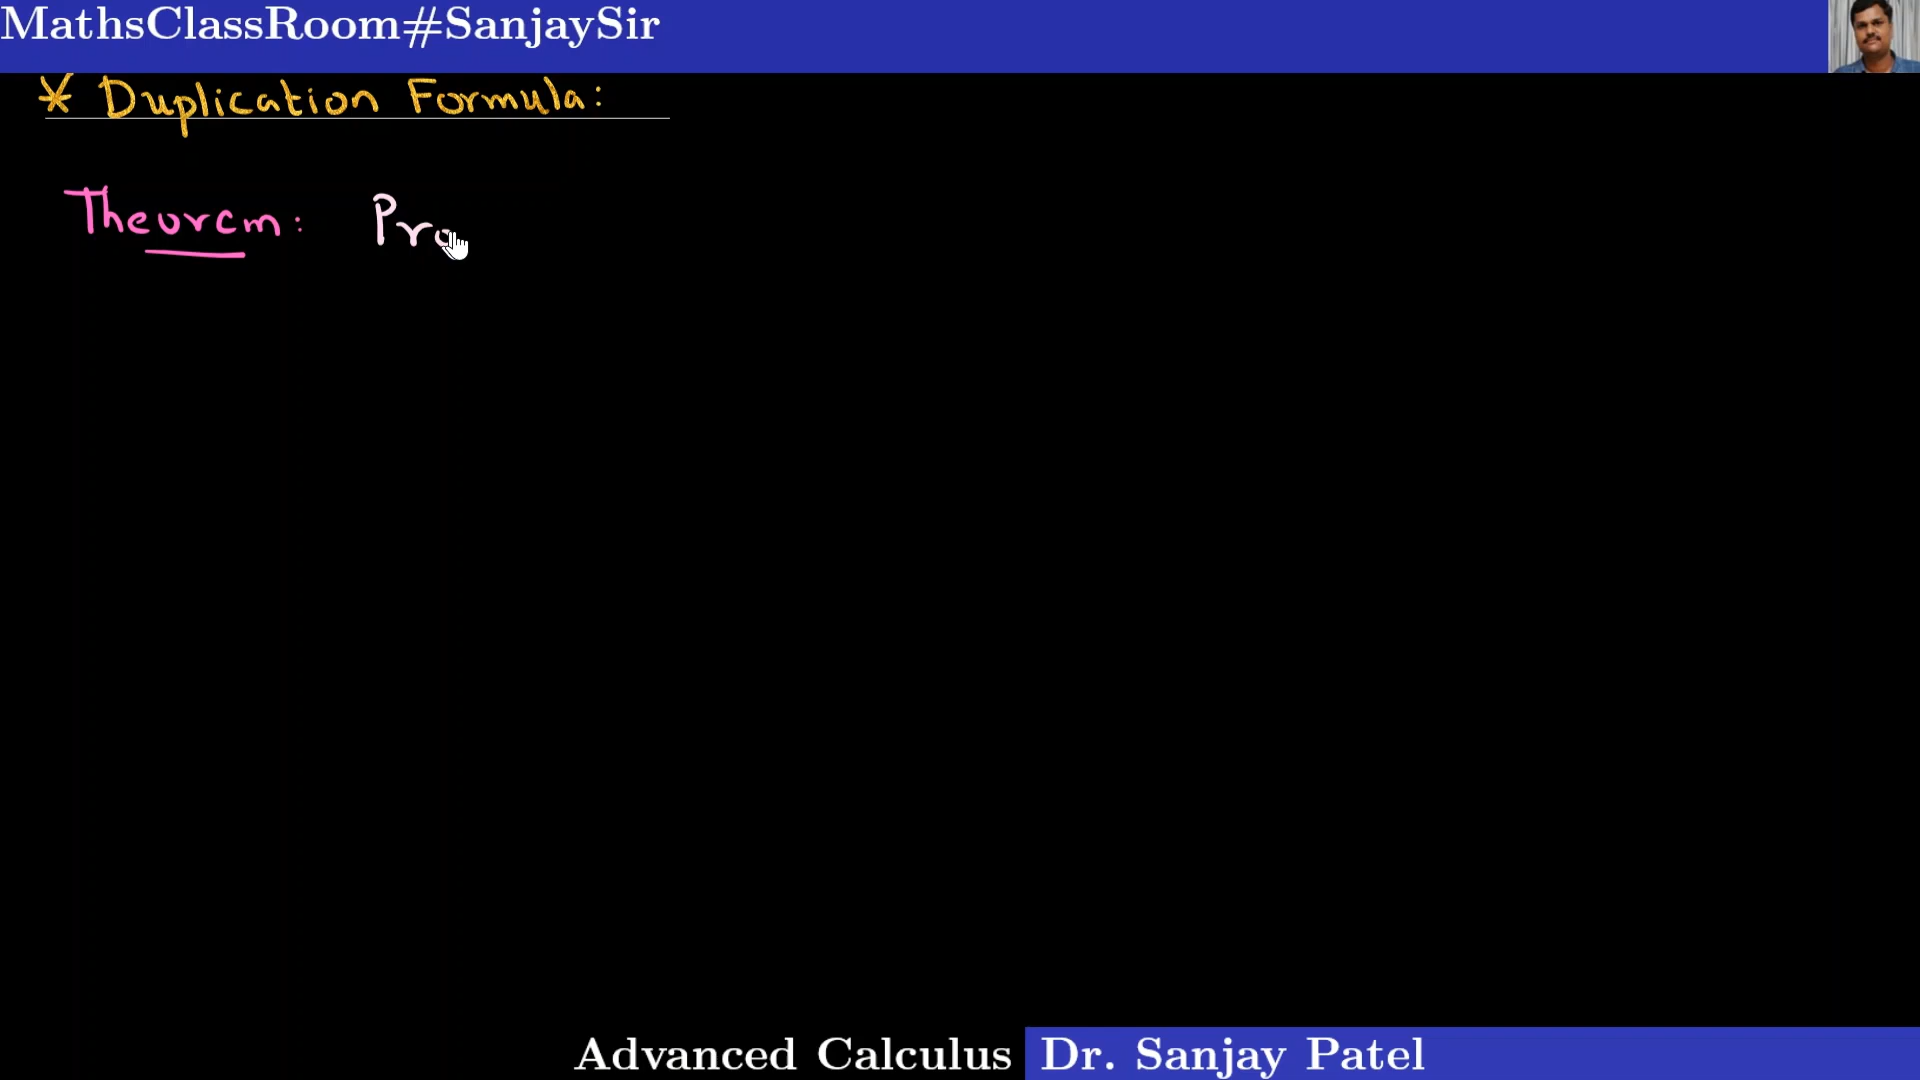 MathsClassRoom#SanjaySir
* Duplication Formula:
Theorem: Pro
Advanced Calculus Dr. Sanjay Patel